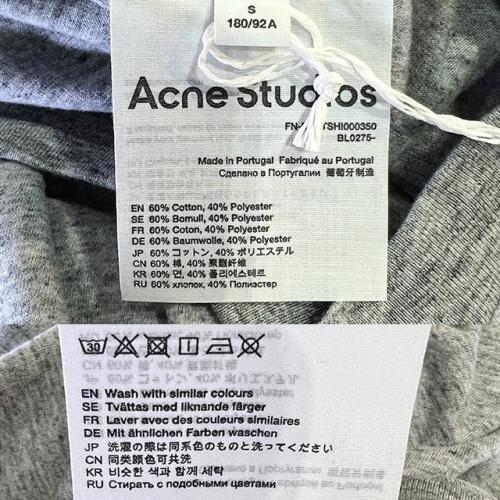 S
180/92A
Acne Studios
TSHI000350
BL0275-
Made in Portugal Fabriqué au Portugal
Сделано в Португалии 葡萄牙制造
EN 60% Cotton, 40% Polyester
SE 60% Bomull, 40% Polyester
FR 60% Coton, 40% Polyester
DE 60% Baumwolle, 40% Polyester
JP 60% コットン, 40% ポリエステル
CN 60% 棉, 40% 聚酯纤维
KR 60% 면, 40% 폴리에스테르
RU 60% хлопок, 40% Полиэстер
30
EN Wash with similar colours
SE Tvättas med liknande färger
FR Laver avec des couleurs similaires
DE Mit ähnlichen Farben waschen
JP 洗濯の際は同系色のものと洗ってください
CN 同类颜色可共洗
KR 비슷한 색과 함께 세탁
RU Стирать с подобными цветами